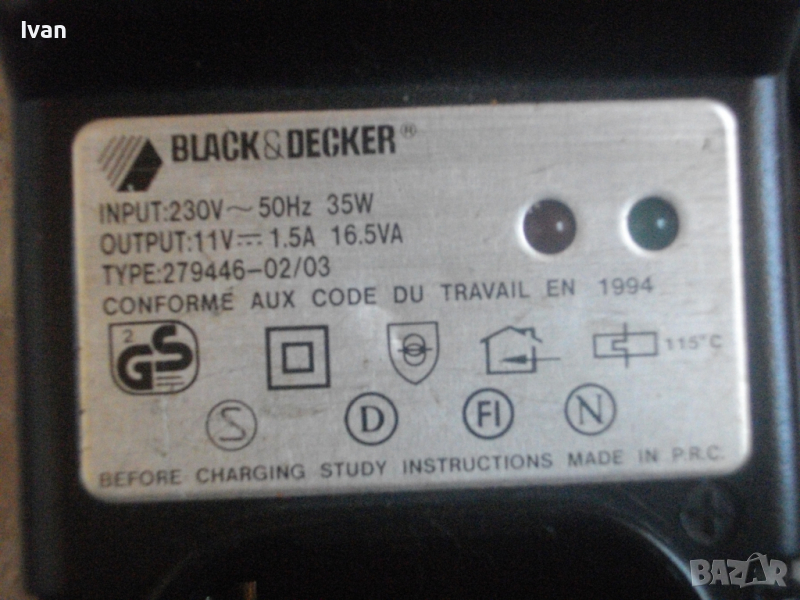 Ivan
BLACK&DECKER®
INPUT:230V~50Hz 35W
OUTPUT:11V⎓1.5A 16.5VA
TYPE:279446-02/03
CONFORME AUX CODE DU TRAVAIL EN 1994
2
GS
115°C
S D FI N
BEFORE CHARGING STUDY INSTRUCTIONS MADE IN P.R.C.
BAZAR